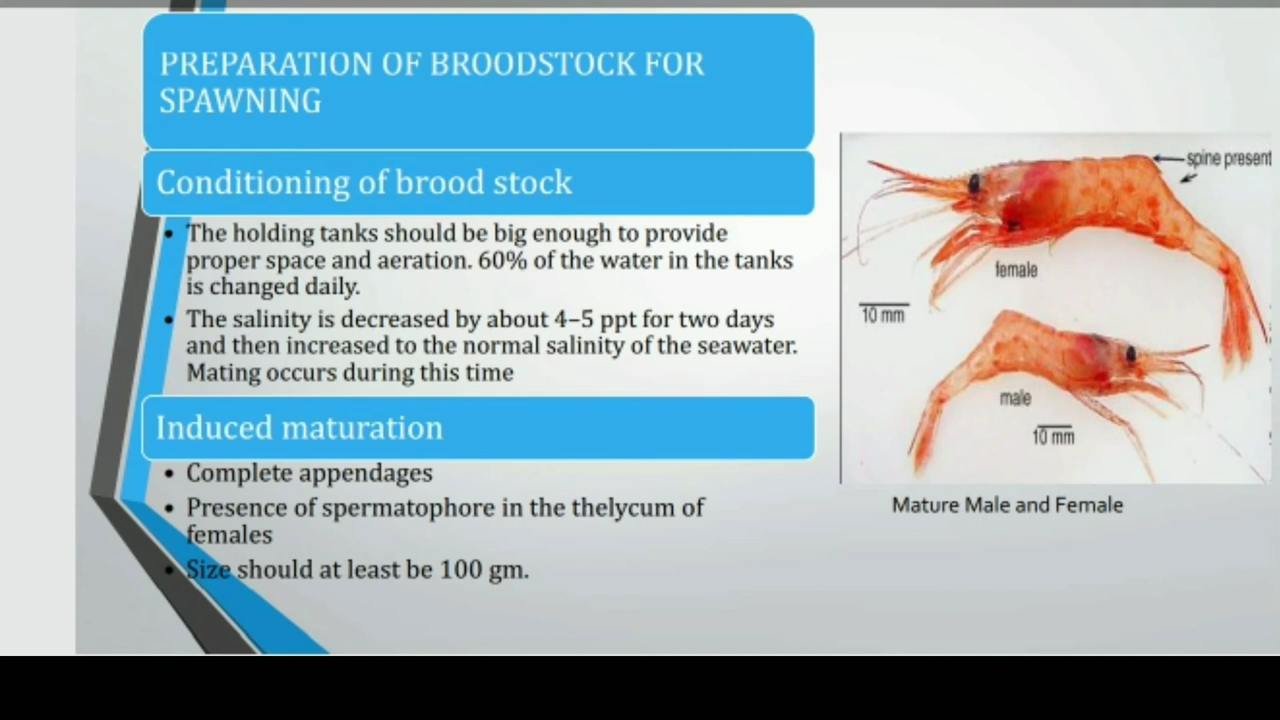 PREPARATION OF BROODSTOCK FOR
SPAWNING
Conditioning of brood stock
• The holding tanks should be big enough to provide
proper space and aeration. 60% of the water in the tanks
is changed daily.
• The salinity is decreased by about 4–5 ppt for two days
and then increased to the normal salinity of the seawater.
Mating occurs during this time
Induced maturation
• Complete appendages
• Presence of spermatophore in the thelycum of
females
• Size should at least be 100 gm.
spine present
female
10 mm
male
10 mm
Mature Male and Female